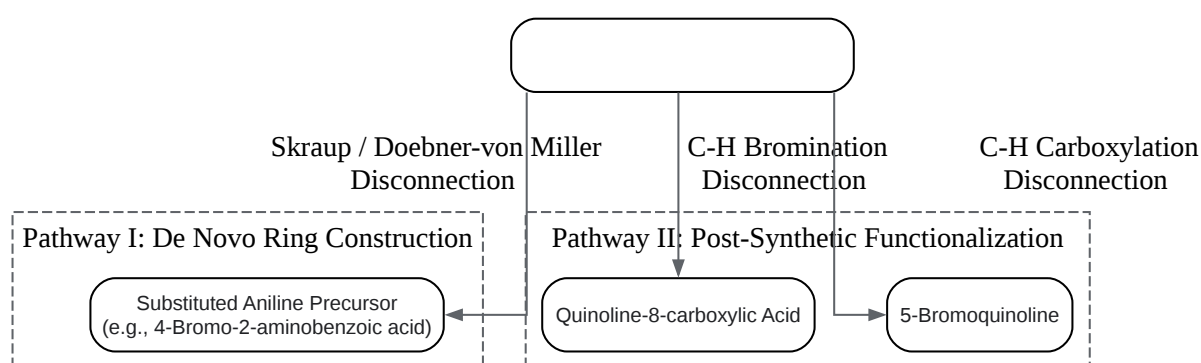 Skraup / Doebner-von Miller
Disconnection
C-H Bromination
Disconnection
C-H Carboxylation
Disconnection
Pathway I: De Novo Ring Construction
Pathway II: Post-Synthetic Functionalization
Substituted Aniline Precursor
(e.g., 4-Bromo-2-aminobenzoic acid)
Quinoline-8-carboxylic Acid
5-Bromoquinoline